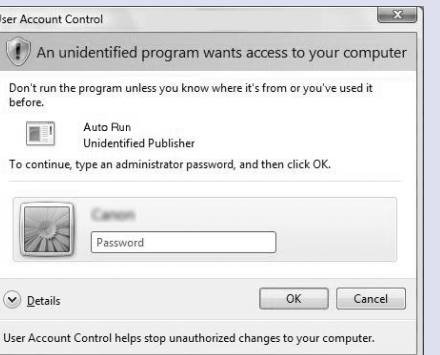 User Account Control
An unidentified program wants access to your computer
Don't run the program unless you know where it's from or you've used it
before.
Auto Run
Unidentified Publisher
To continue, type an administrator password, and then click OK.
Canon
Password
Details
OK Cancel
User Account Control helps stop unauthorized changes to your computer.